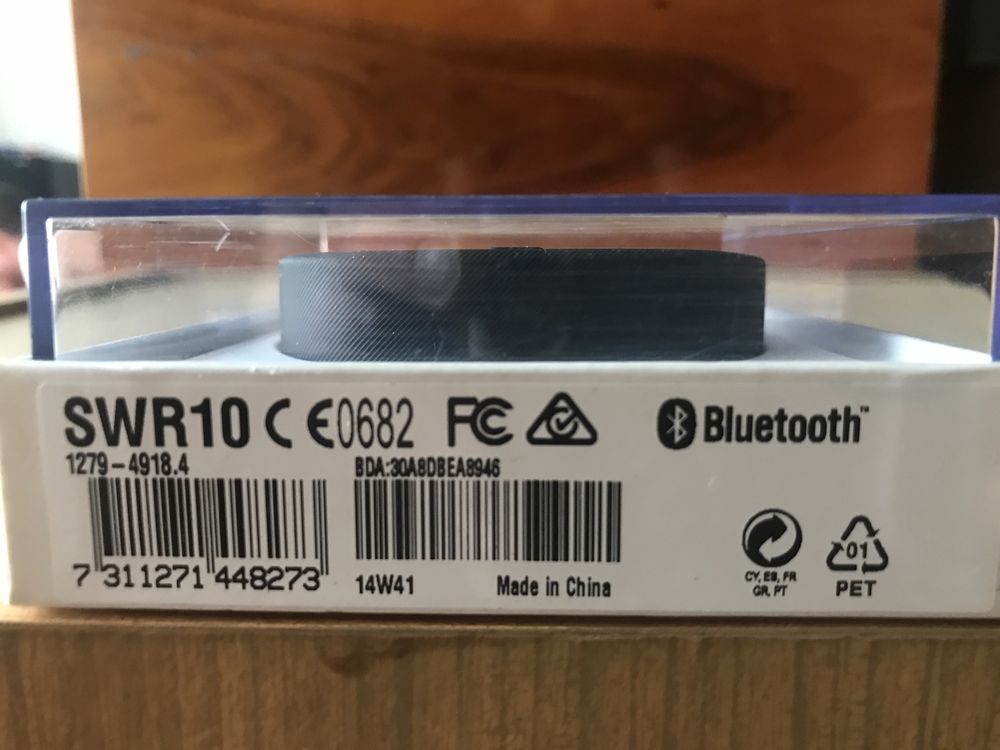 SWR10 CE0682 FC Bluetooth™
1279-4918.4
BDA:30A8DBEA8946
7 311271 448273
14W41 Made in China
CY, ES, FR
GR, PT
01
PET